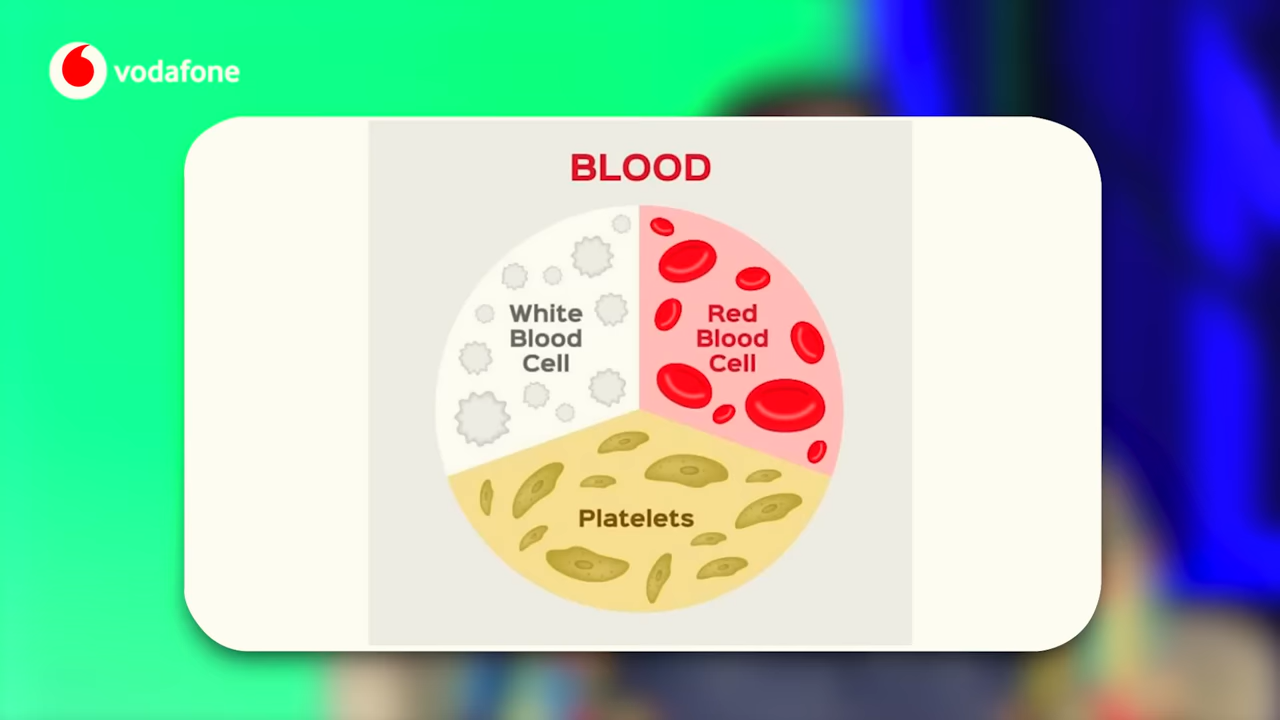 vodafone
BLOOD
White
Blood
Cell
Red
Blood
Cell
Platelets